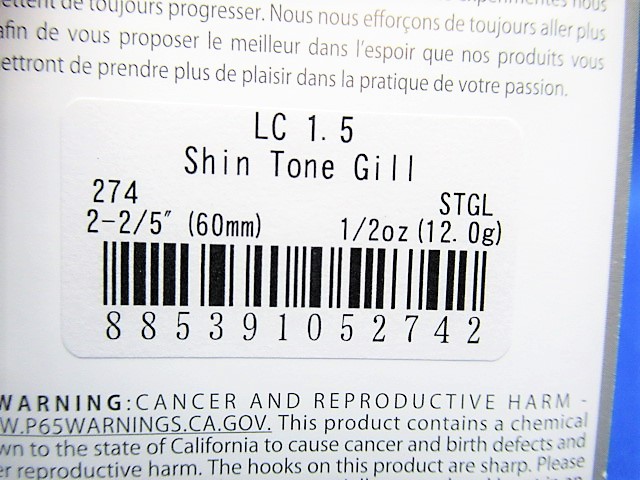 de toujours progresser. Nous nous efforçons de toujours aller plus
afin de vous proposer le meilleur dans l'espoir que nos produits vous
de prendre plus de plaisir dans la pratique de votre passion.
LC 1.5
Shin Tone Gill
274
STGL
2-2/5″ (60mm)
1/2oz (12.0g)
885391052742
WARNING:CANCER AND REPRODUCTIVE HARM -
W.P65WARNINGS.CA.GOV. This product contains a chemical
wn to the state of California to cause cancer and birth defects and
er reproductive harm. The hooks on this product are sharp. Please